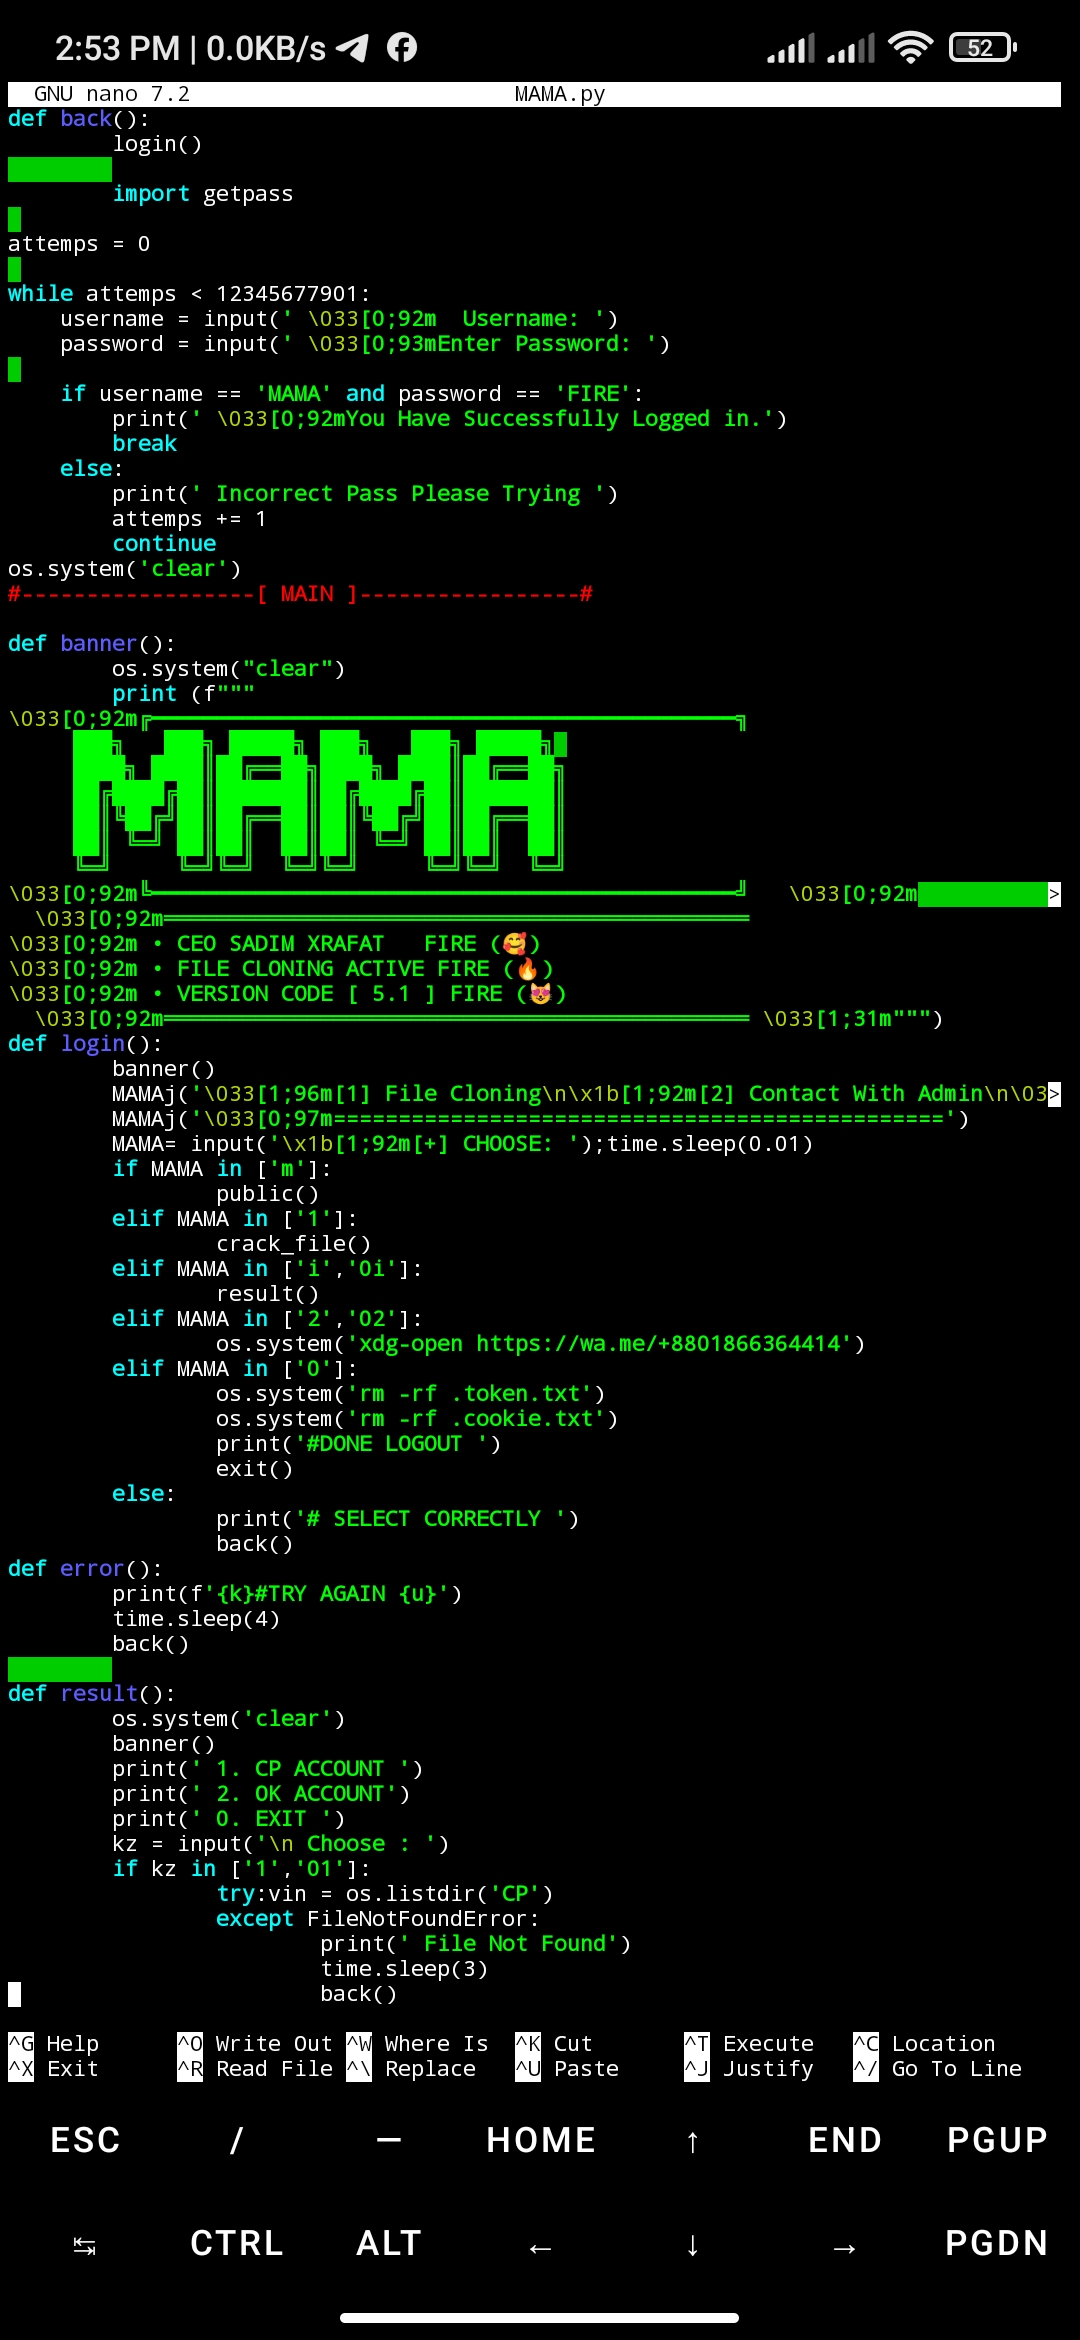 2:53 PM | 0.0KB/s
52
GNU nano 7.2 MAMA.py
def back():
login()
import getpass
attemps = 0
while attemps < 12345677901:
username = input(' \033[0;92m  Username: ')
password = input(' \033[0;93mEnter Password: ')
if username == 'MAMA' and password == 'FIRE':
print(' \033[0;92mYou Have Successfully Logged in.')
break
else:
print(' Incorrect Pass Please Trying ')
attemps += 1
continue
os.system('clear')
#------------------[ MAIN ]-----------------#
def banner():
os.system("clear")
print (f"""
\033[0;92m╔═════════════════════════════════════════════╗
MAMA
\033[0;92m╚═════════════════════════════════════════════╝   \033[0;92m >
\033[0;92m═════════════════════════════════════════════
\033[0;92m • CEO SADIM XRAFAT   FIRE (🥰)
\033[0;92m • FILE CLONING ACTIVE FIRE (🔥)
\033[0;92m • VERSION CODE [ 5.1 ] FIRE (😻)
\033[0;92m═════════════════════════════════════════════ \033[1;31m""")
def login():
banner()
MAMAj('\033[1;96m[1] File Cloning\n\x1b[1;92m[2] Contact With Admin\n\03>
MAMAj('\033[0;97m===============================================')
MAMA= input('\x1b[1;92m[+] CHOOSE: ');time.sleep(0.01)
if MAMA in ['m']:
public()
elif MAMA in ['1']:
crack_file()
elif MAMA in ['i','0i']:
result()
elif MAMA in ['2','02']:
os.system('xdg-open https://wa.me/+8801866364414')
elif MAMA in ['0']:
os.system('rm -rf .token.txt')
os.system('rm -rf .cookie.txt')
print('#DONE LOGOUT ')
exit()
else:
print('# SELECT CORRECTLY ')
back()
def error():
print(f'{k}#TRY AGAIN {u}')
time.sleep(4)
back()
def result():
os.system('clear')
banner()
print(' 1. CP ACCOUNT ')
print(' 2. OK ACCOUNT')
print(' 0. EXIT ')
kz = input('\n Choose : ')
if kz in ['1','01']:
try:vin = os.listdir('CP')
except FileNotFoundError:
print(' File Not Found')
time.sleep(3)
back()
^G Help ^O Write Out ^W Where Is ^K Cut ^T Execute ^C Location
^X Exit ^R Read File ^\ Replace ^U Paste ^J Justify ^/ Go To Line
ESC / — HOME ↑ END PGUP
↹ CTRL ALT ← ↓ → PGDN